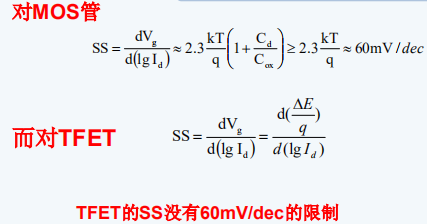 对MOS管
SS = dV_g / d(lg I_d) ≈ 2.3 kT/q (1 + C_d/C_ox) ≥ 2.3 kT/q ≈ 60mV / dec
而对TFET
SS = dV_g / d(lg I_d) = d(ΔE/q) / d(lg I_d)
TFET的SS没有60mV/dec的限制